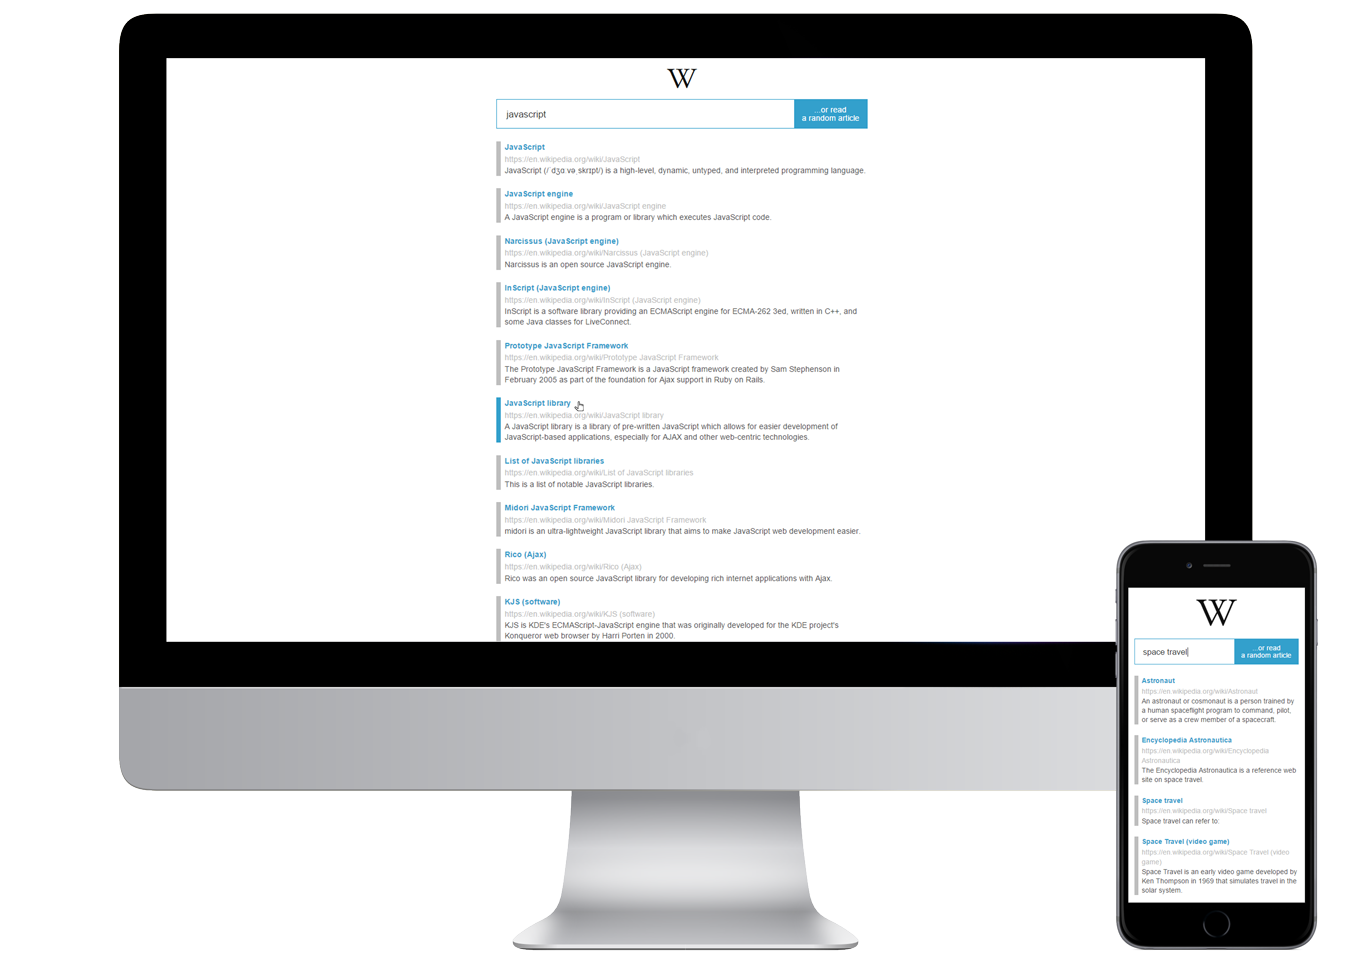 W
javascript
...or read
a random article
JavaScript
https://en.wikipedia.org/wiki/JavaScript
JavaScript (/ˈdʒɑ və skrɪpt/) is a high-level, dynamic, untyped, and interpreted programming language.
JavaScript engine
https://en.wikipedia.org/wiki/JavaScript engine
A JavaScript engine is a program or library which executes JavaScript code.
Narcissus (JavaScript engine)
https://en.wikipedia.org/wiki/Narcissus (JavaScript engine)
Narcissus is an open source JavaScript engine.
InScript (JavaScript engine)
https://en.wikipedia.org/wiki/InScript (JavaScript engine)
InScript is a software library providing an ECMAScript engine for ECMA-262 3ed, written in C++, and
some Java classes for LiveConnect.
Prototype JavaScript Framework
https://en.wikipedia.org/wiki/Prototype JavaScript Framework
The Prototype JavaScript Framework is a JavaScript framework created by Sam Stephenson in
February 2005 as part of the foundation for Ajax support in Ruby on Rails.
JavaScript library
https://en.wikipedia.org/wiki/JavaScript library
A JavaScript library is a library of pre-written JavaScript which allows for easier development of
JavaScript-based applications, especially for AJAX and other web-centric technologies.
List of JavaScript libraries
https://en.wikipedia.org/wiki/List of JavaScript libraries
This is a list of notable JavaScript libraries.
Midori JavaScript Framework
https://en.wikipedia.org/wiki/Midori JavaScript Framework
midori is an ultra-lightweight JavaScript library that aims to make JavaScript web development easier.
Rico (Ajax)
https://en.wikipedia.org/wiki/Rico (Ajax)
Rico was an open source JavaScript library for developing rich internet applications with Ajax.
KJS (software)
https://en.wikipedia.org/wiki/KJS (software)
KJS is KDE's ECMAScript-JavaScript engine that was originally developed for the KDE project's
Konqueror web browser by Harri Porten in 2000.
W
space travel
...or read
a random article
Astronaut
https://en.wikipedia.org/wiki/Astronaut
An astronaut or cosmonaut is a person trained by
a human spaceflight program to command, pilot,
or serve as a crew member of a spacecraft.
Encyclopedia Astronautica
https://en.wikipedia.org/wiki/Encyclopedia
Astronautica
The Encyclopedia Astronautica is a reference web
site on space travel.
Space travel
https://en.wikipedia.org/wiki/Space travel
Space travel can refer to:
Space Travel (video game)
https://en.wikipedia.org/wiki/Space Travel (video
game)
Space Travel is an early video game developed by
Ken Thompson in 1969 that simulates travel in the
solar system.